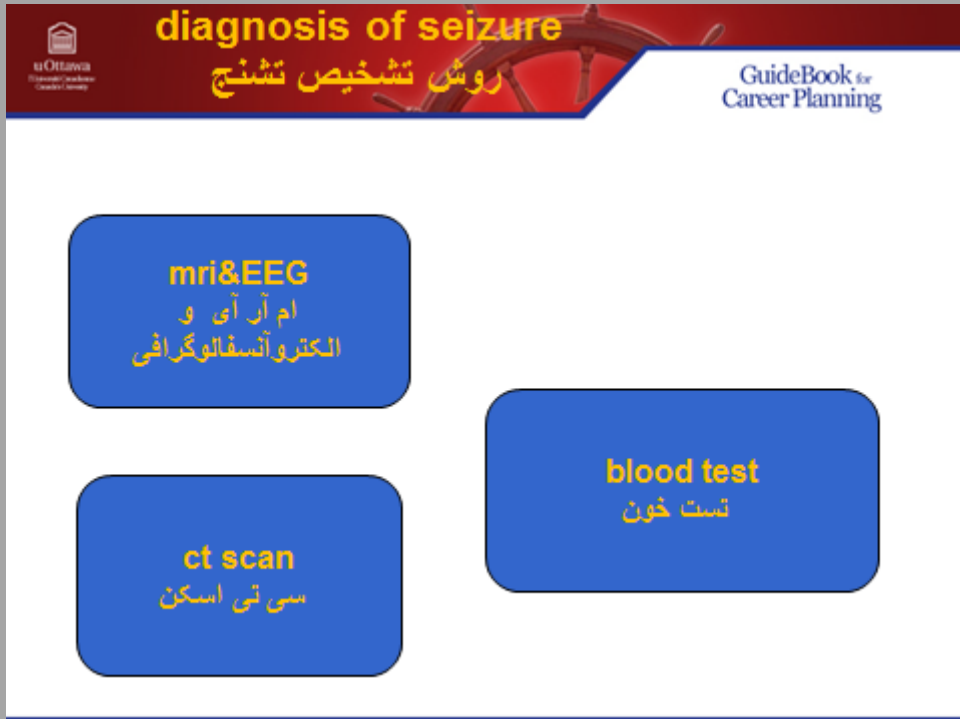 diagnosis of seizure
روش تشخیص تشنج
uOttawa
GuideBook for
Career Planning
mri&EEG
ام آر آی و
الکتروآنسفالوگرافی
blood test
تست خون
ct scan
سی تی اسکن